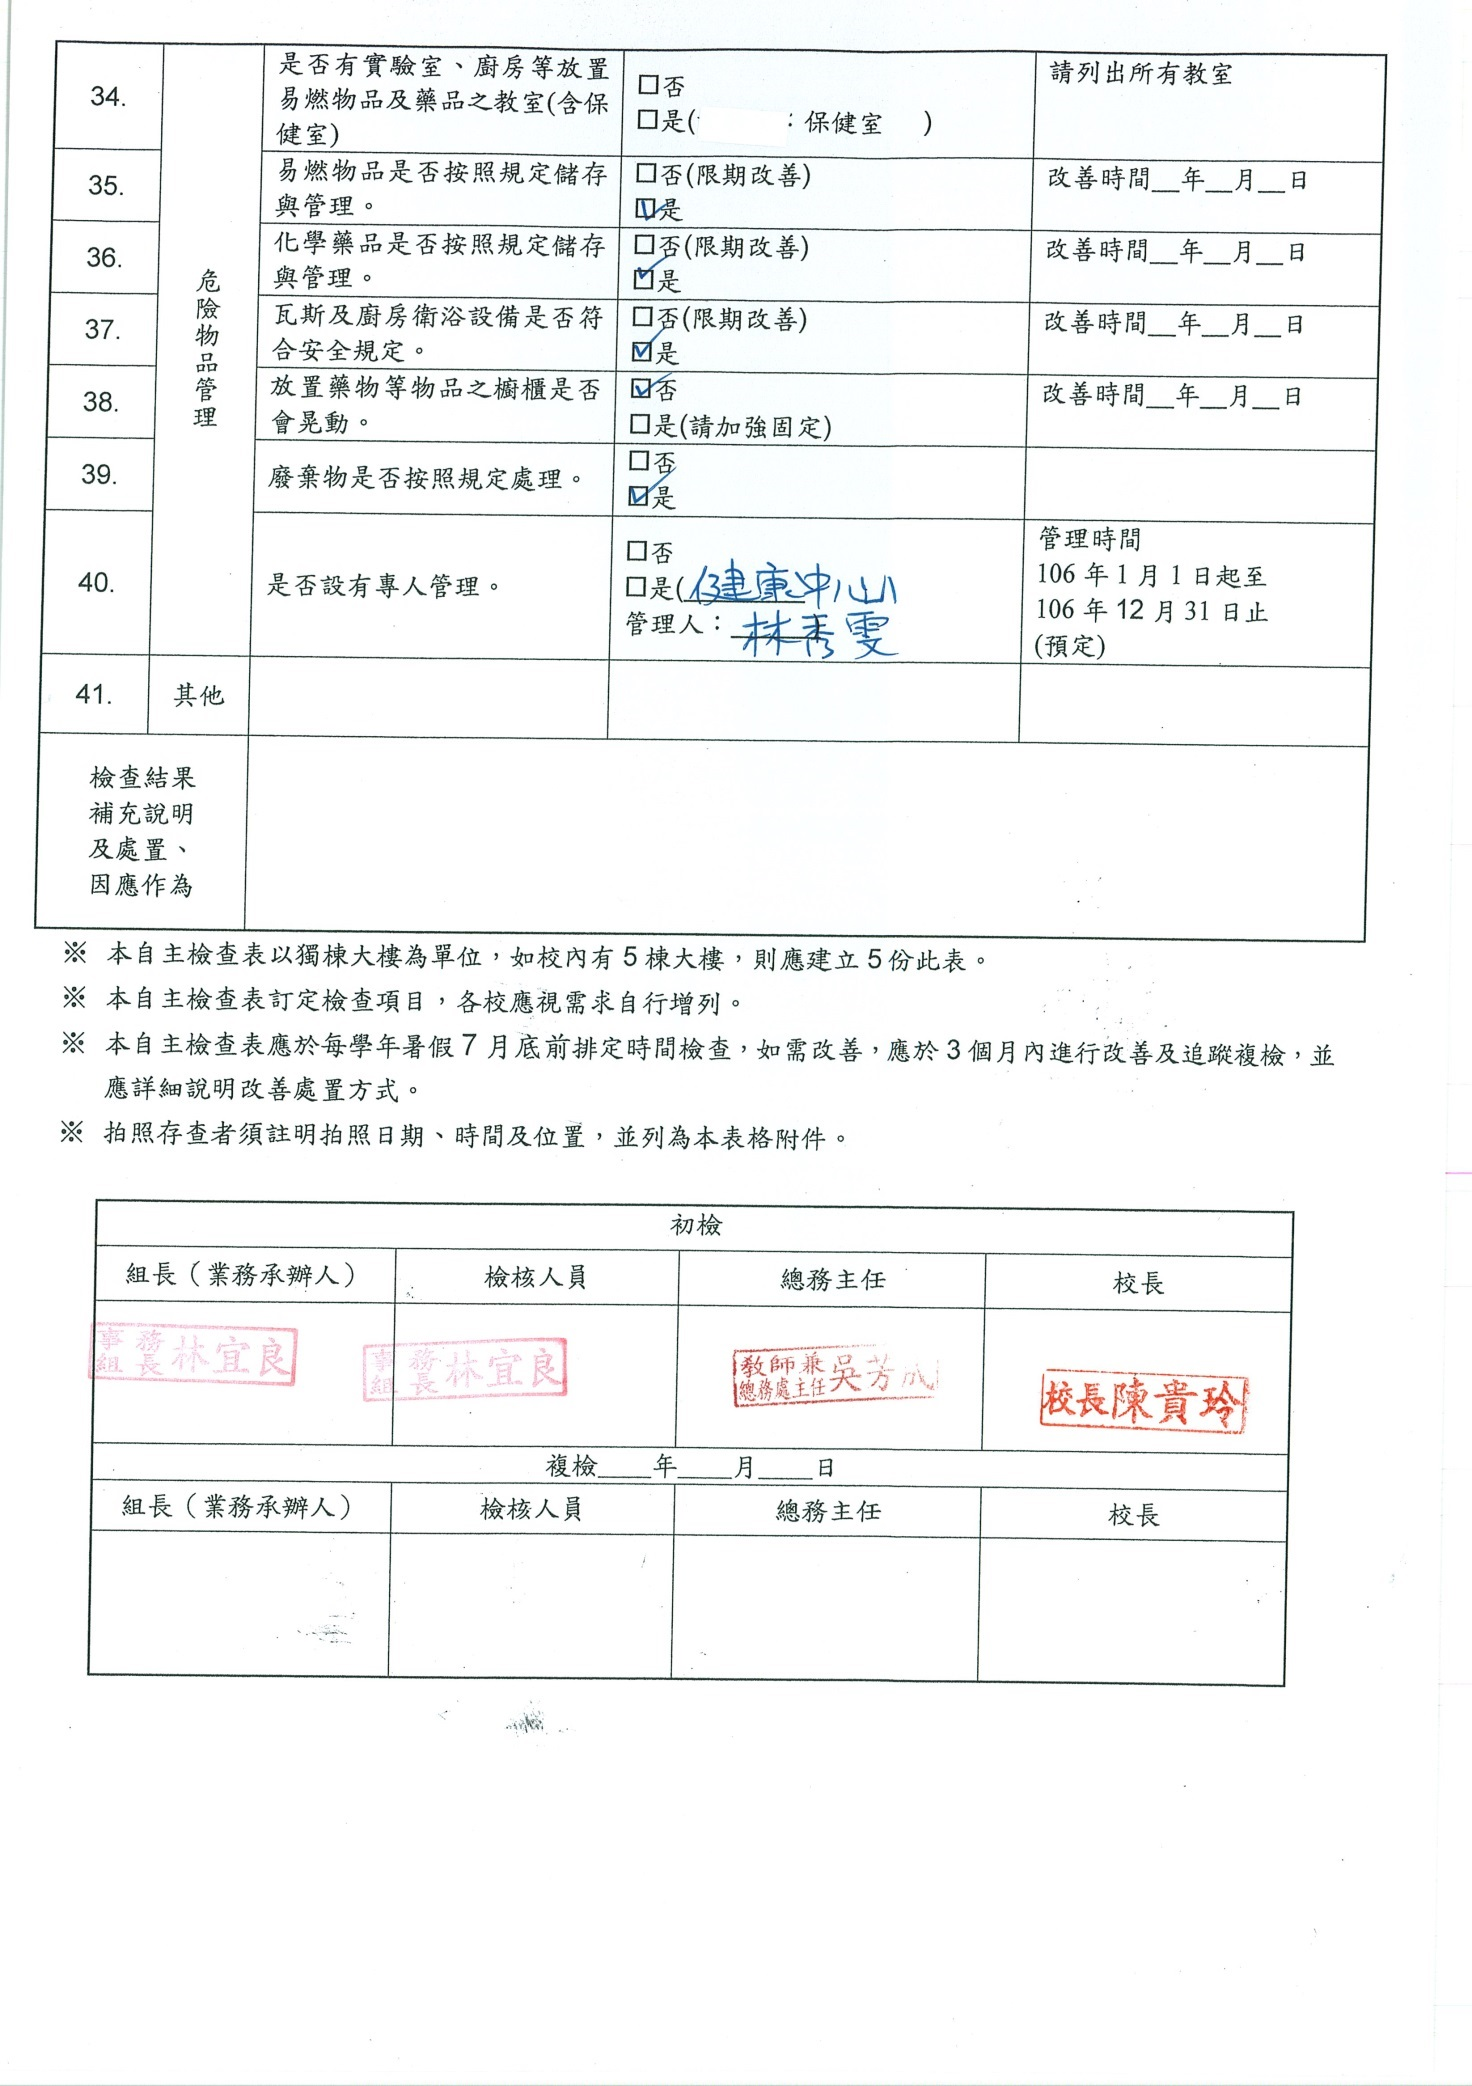 34.
危險物品管理
是否有實驗室、廚房等放置
易燃物品及藥品之教室(含保
健室)
□否
□是( ：保健室 )
請列出所有教室
35.
易燃物品是否按照規定儲存
與管理。
□否(限期改善)
☑是
改善時間__年__月__日
36.
化學藥品是否按照規定儲存
與管理。
□否(限期改善)
☑是
改善時間__年__月__日
37.
瓦斯及廚房衛浴設備是否符
合安全規定。
□否(限期改善)
☑是
改善時間__年__月__日
38.
放置藥物等物品之櫥櫃是否
會晃動。
☑否
□是(請加強固定)
改善時間__年__月__日
39.
廢棄物是否按照規定處理。
□否
☑是
40.
是否設有專人管理。
□否
□是(健康中心)
管理人：林秀雯
管理時間
106 年 1 月 1 日起至
106 年 12 月 31 日止
(預定)
41.
其他
檢查結果
補充說明
及處置、
因應作為
※ 本自主檢查表以獨棟大樓為單位，如校內有 5 棟大樓，則應建立 5 份此表。
※ 本自主檢查表訂定檢查項目，各校應視需求自行增列。
※ 本自主檢查表應於每學年暑假 7 月底前排定時間檢查，如需改善，應於 3 個月內進行改善及追蹤複檢，並
應詳細說明改善處置方式。
※ 拍照存查者須註明拍照日期、時間及位置，並列為本表格附件。
初檢
組長（業務承辦人） 檢核人員 總務主任 校長
事務組長 林宜良
事務組長 林宜良
教師兼總務處主任 吳芳成
校長陳貴玲
複檢____年____月____日
組長（業務承辦人） 檢核人員 總務主任 校長